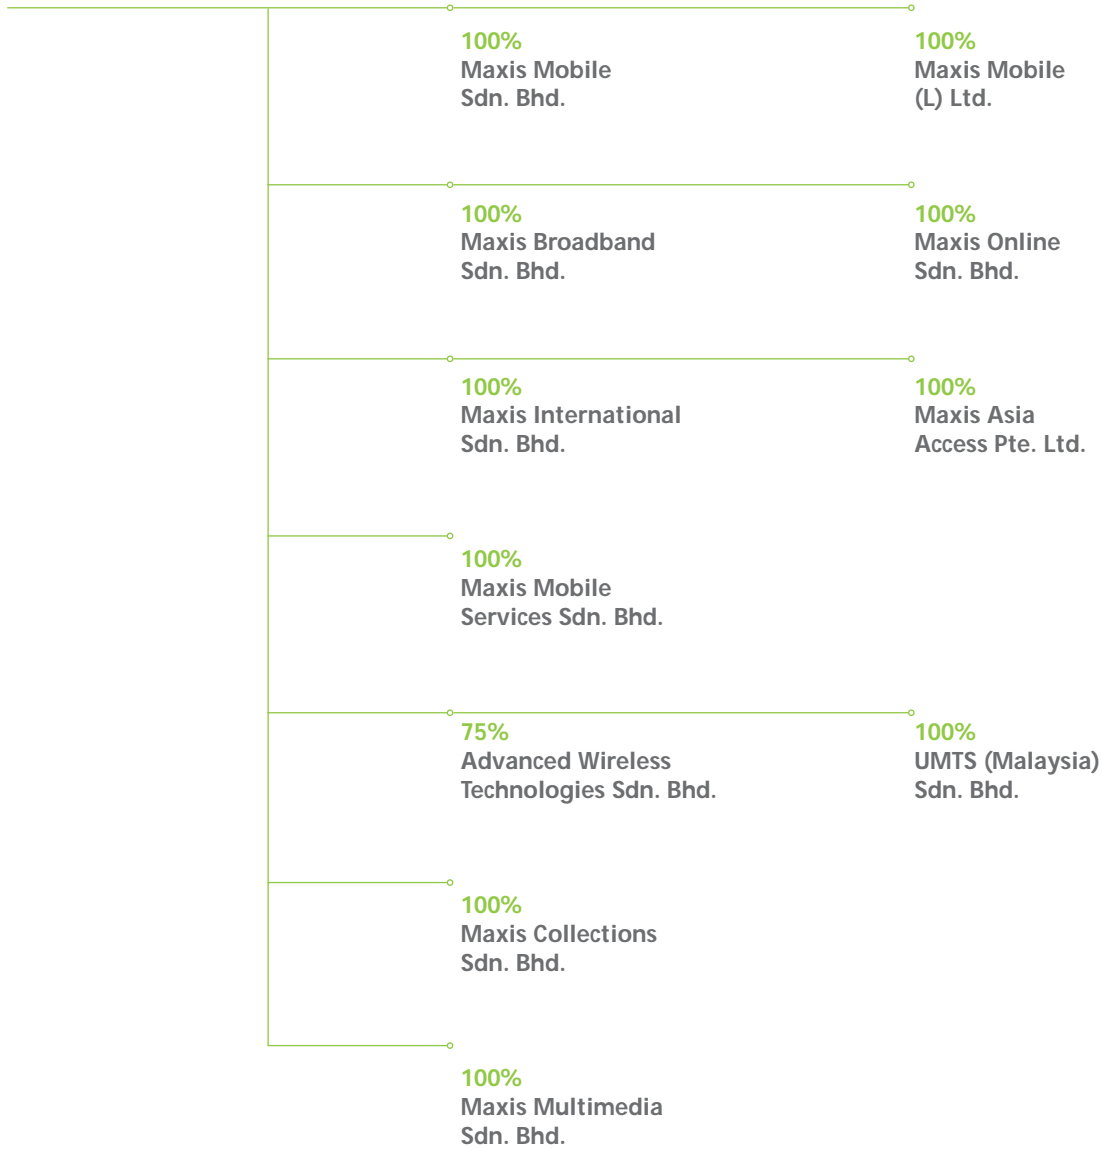 100%
Maxis Mobile
Sdn. Bhd.
100%
Maxis Mobile
(L) Ltd.
100%
Maxis Broadband
Sdn. Bhd.
100%
Maxis Online
Sdn. Bhd.
100%
Maxis International
Sdn. Bhd.
100%
Maxis Asia
Access Pte. Ltd.
100%
Maxis Mobile
Services Sdn. Bhd.
75%
Advanced Wireless
Technologies Sdn. Bhd.
100%
UMTS (Malaysia)
Sdn. Bhd.
100%
Maxis Collections
Sdn. Bhd.
100%
Maxis Multimedia
Sdn. Bhd.